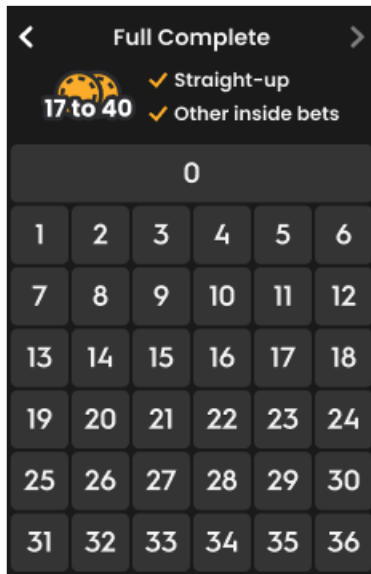 Full Complete
17 to 40
Straight-up
Other inside bets
0
1 2 3 4 5 6
7 8 9 10 11 12
13 14 15 16 17 18
19 20 21 22 23 24
25 26 27 28 29 30
31 32 33 34 35 36